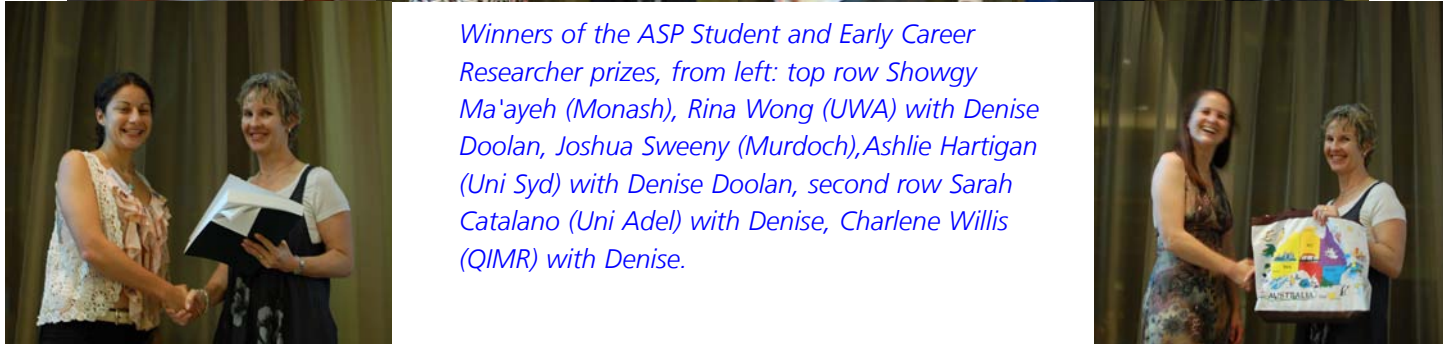 Winners of the ASP Student and Early Career
Researcher prizes, from left: top row Showgy
Ma'ayeh (Monash), Rina Wong (UWA) with Denise
Doolan, Joshua Sweeny (Murdoch),Ashlie Hartigan
(Uni Syd) with Denise Doolan, second row Sarah
Catalano (Uni Adel) with Denise, Charlene Willis
(QIMR) with Denise.
AUSTRALIA